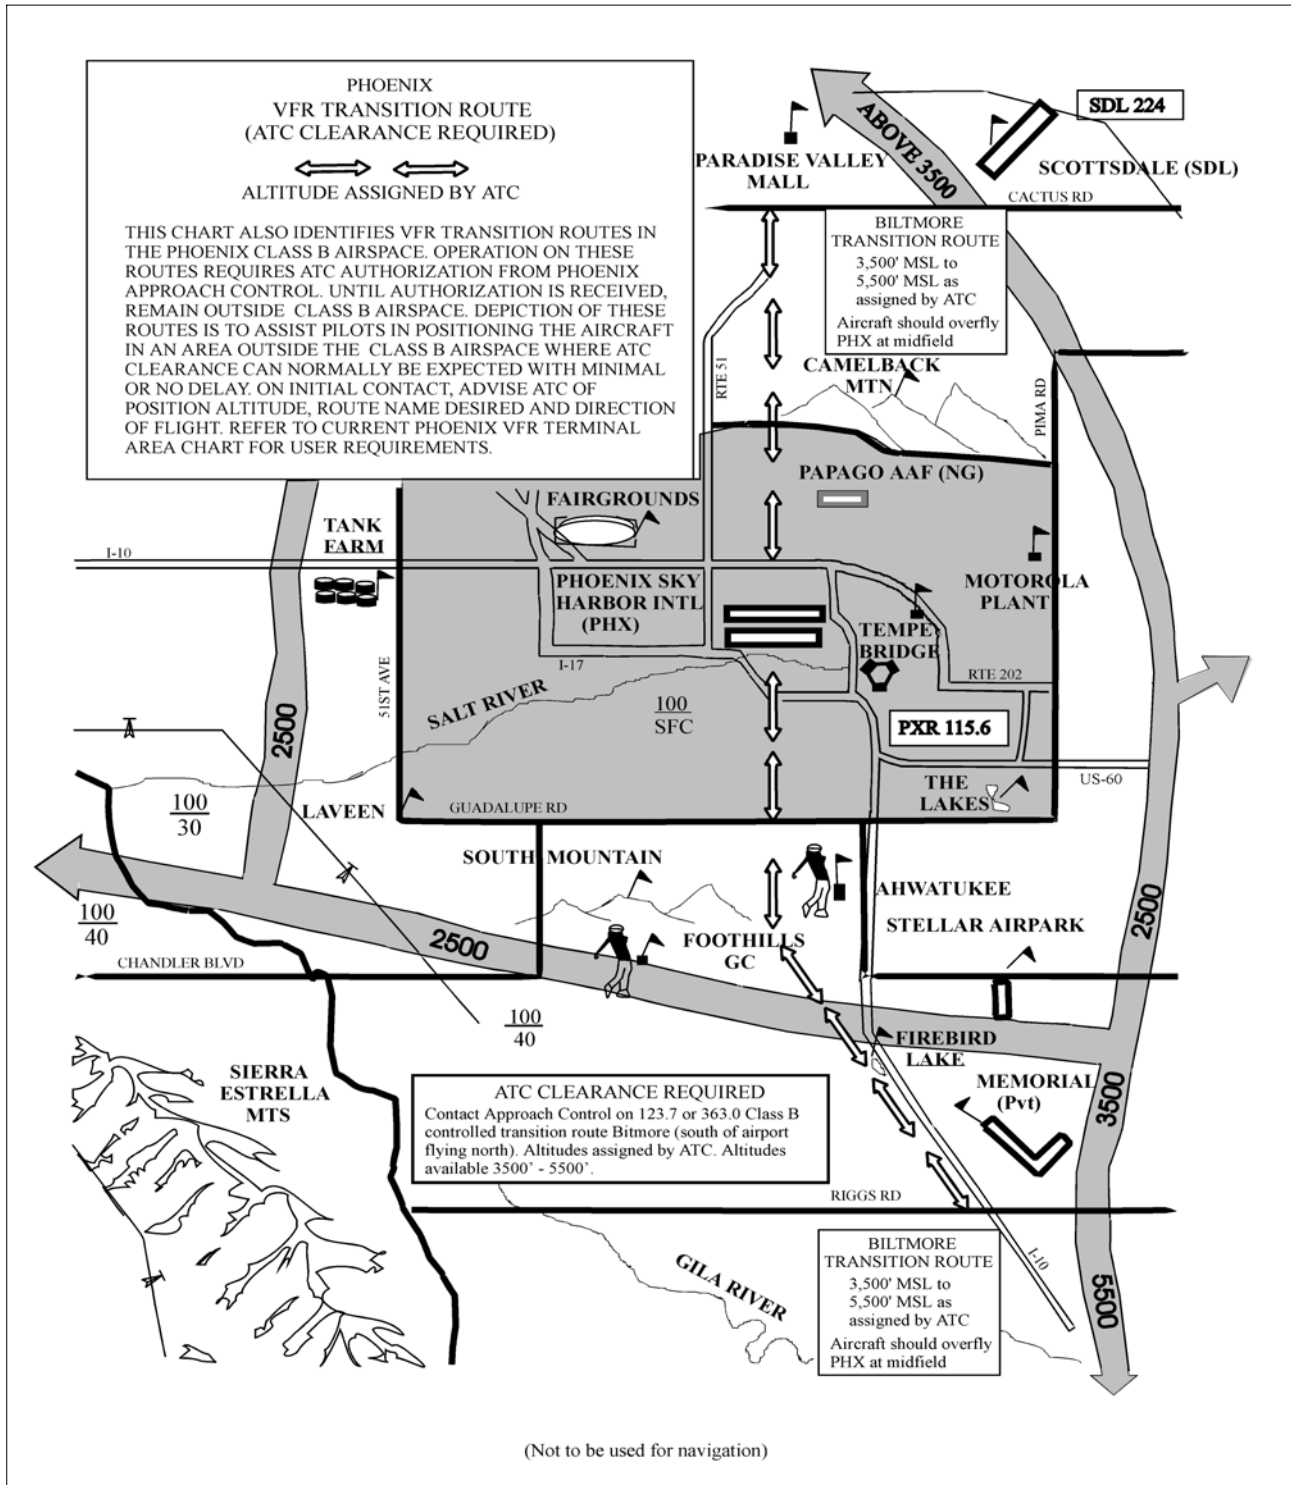 PHOENIX
VFR TRANSITION ROUTE
(ATC CLEARANCE REQUIRED)
ALTITUDE ASSIGNED BY ATC
THIS CHART ALSO IDENTIFIES VFR TRANSITION ROUTES IN
THE PHOENIX CLASS B AIRSPACE. OPERATION ON THESE
ROUTES REQUIRES ATC AUTHORIZATION FROM PHOENIX
APPROACH CONTROL. UNTIL AUTHORIZATION IS RECEIVED,
REMAIN OUTSIDE CLASS B AIRSPACE. DEPICTION OF THESE
ROUTES IS TO ASSIST PILOTS IN POSITIONING THE AIRCRAFT
IN AN AREA OUTSIDE THE CLASS B AIRSPACE WHERE ATC
CLEARANCE CAN NORMALLY BE EXPECTED WITH MINIMAL
OR NO DELAY. ON INITIAL CONTACT, ADVISE ATC OF
POSITION ALTITUDE, ROUTE NAME DESIRED AND DIRECTION
OF FLIGHT. REFER TO CURRENT PHOENIX VFR TERMINAL
AREA CHART FOR USER REQUIREMENTS.
ABOVE 3500
SDL 224
PARADISE VALLEY
MALL
SCOTTSDALE (SDL)
CACTUS RD
BILTMORE
TRANSITION ROUTE
3,500' MSL to
5,500' MSL as
assigned by ATC
Aircraft should overfly
PHX at midfield
RTE 51
CAMELBACK
MTN
PIMA RD
PAPAGO AAF (NG)
FAIRGROUNDS
TANK
FARM
I-10
MOTOROLA
PLANT
PHOENIX SKY
HARBOR INTL
(PHX)
TEMPE
BRIDGE
I-17
RTE 202
51ST AVE
SALT RIVER
100
SFC
PXR 115.6
2500
US-60
THE
LAKES
100
30
LAVEEN
GUADALUPE RD
SOUTH MOUNTAIN
AHWATUKEE
2500
100
40
2500
STELLAR AIRPARK
FOOTHILLS
GC
CHANDLER BLVD
100
40
FIREBIRD
LAKE
SIERRA
ESTRELLA
MTS
MEMORIAL
(Pvt)
3500
ATC CLEARANCE REQUIRED
Contact Approach Control on 123.7 or 363.0 Class B
controlled transition route Bitmore (south of airport
flying north). Altitudes assigned by ATC. Altitudes
available 3500’ - 5500’.
RIGGS RD
GILA RIVER
I-10
5500
BILTMORE
TRANSITION ROUTE
3,500' MSL to
5,500' MSL as
assigned by ATC
Aircraft should overfly
PHX at midfield
(Not to be used for navigation)